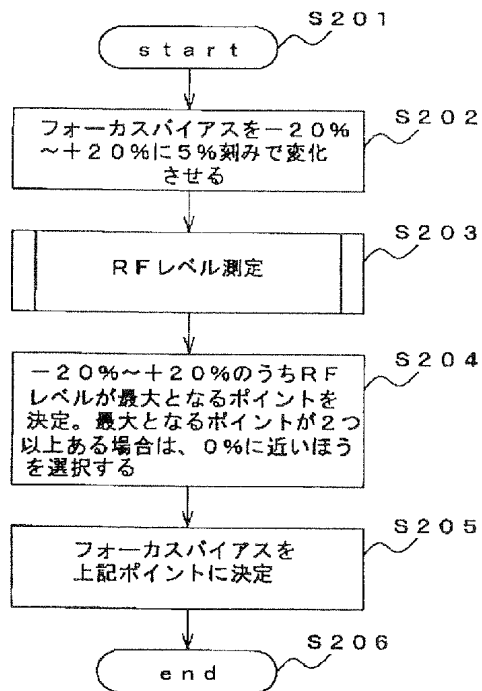 S201
start
S202
フォーカスバイアスを−20%
~+20%に5%刻みで変化
させる
S203
RFレベル測定
S204
−20%~+20%のうちRF
レベルが最大となるポイントを
決定。最大となるポイントが2つ
以上ある場合は、0%に近いほう
を選択する
S205
フォーカスバイアスを
上記ポイントに決定
S206
end